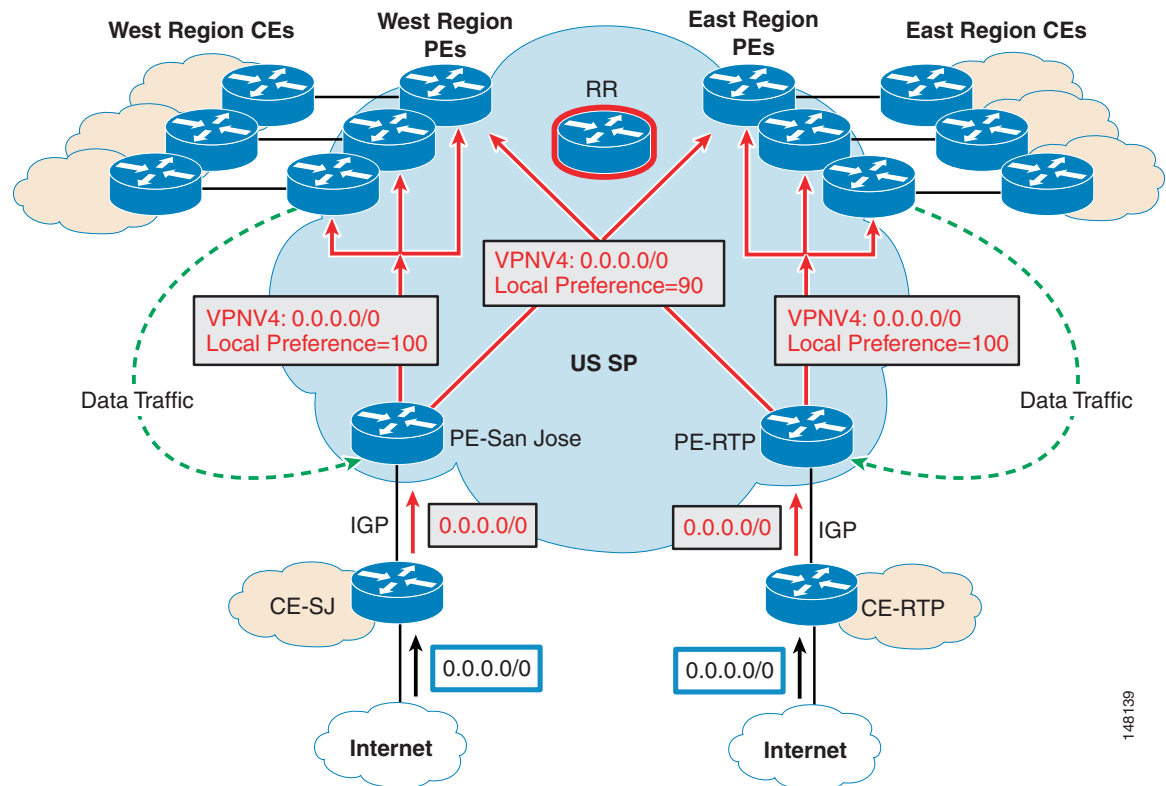 West Region CEs
West Region
PEs
East Region
PEs
East Region CEs
RR
VPNV4: 0.0.0.0/0
Local Preference=90
VPNV4: 0.0.0.0/0
Local Preference=100
VPNV4: 0.0.0.0/0
Local Preference=100
US SP
Data Traffic
Data Traffic
PE-San Jose
PE-RTP
IGP
0.0.0.0/0
0.0.0.0/0
IGP
CE-SJ
CE-RTP
0.0.0.0/0
0.0.0.0/0
Internet
Internet
148139